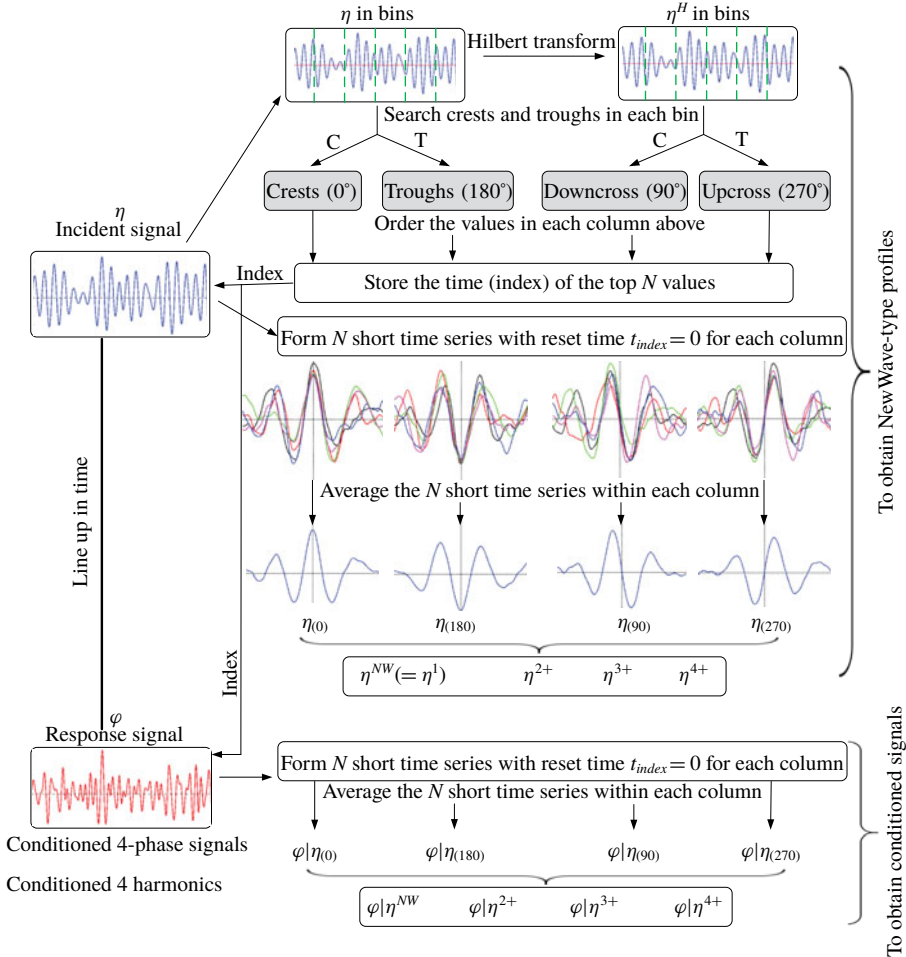 η in bins
η^H in bins
Hilbert transform
Search crests and troughs in each bin
C
T
C
T
Crests (0°)
Troughs (180°)
Downcross (90°)
Upcross (270°)
Order the values in each column above
η
Incident signal
Index
Store the time (index) of the top N values
Form N short time series with reset time t_index = 0 for each column
Average the N short time series within each column
η(0)
η(180)
η(90)
η(270)
η^NW(= η^1)
η^2+
η^3+
η^4+
To obtain NewWave-type profiles
Line up in time
Index
φ
Response signal
Form N short time series with reset time t_index = 0 for each column
Average the N short time series within each column
Conditioned 4-phase signals
φ|η(0)
φ|η(180)
φ|η(90)
φ|η(270)
Conditioned 4 harmonics
φ|η^NW
φ|η^2+
φ|η^3+
φ|η^4+
To obtain conditioned signals